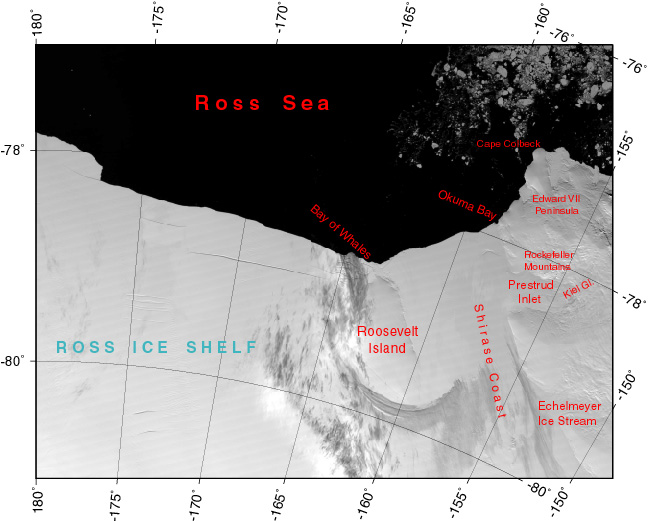 180°
-175°
-170°
-165°
-160°
-76°
-76°
Ross Sea
Cape Colbeck
-155°
-78°
Okuma Bay
Edward VII
Peninsula
Bay of Whales
Rockefeller
Mountains
Prestrud
Inlet
Kiel Gl.
-78°
Roosevelt
Island
Shirase Coast
ROSS ICE SHELF
-80°
-150°
Echelmeyer
Ice Stream
180°
-175°
-170°
-165°
-160°
-155°
-80°
-150°